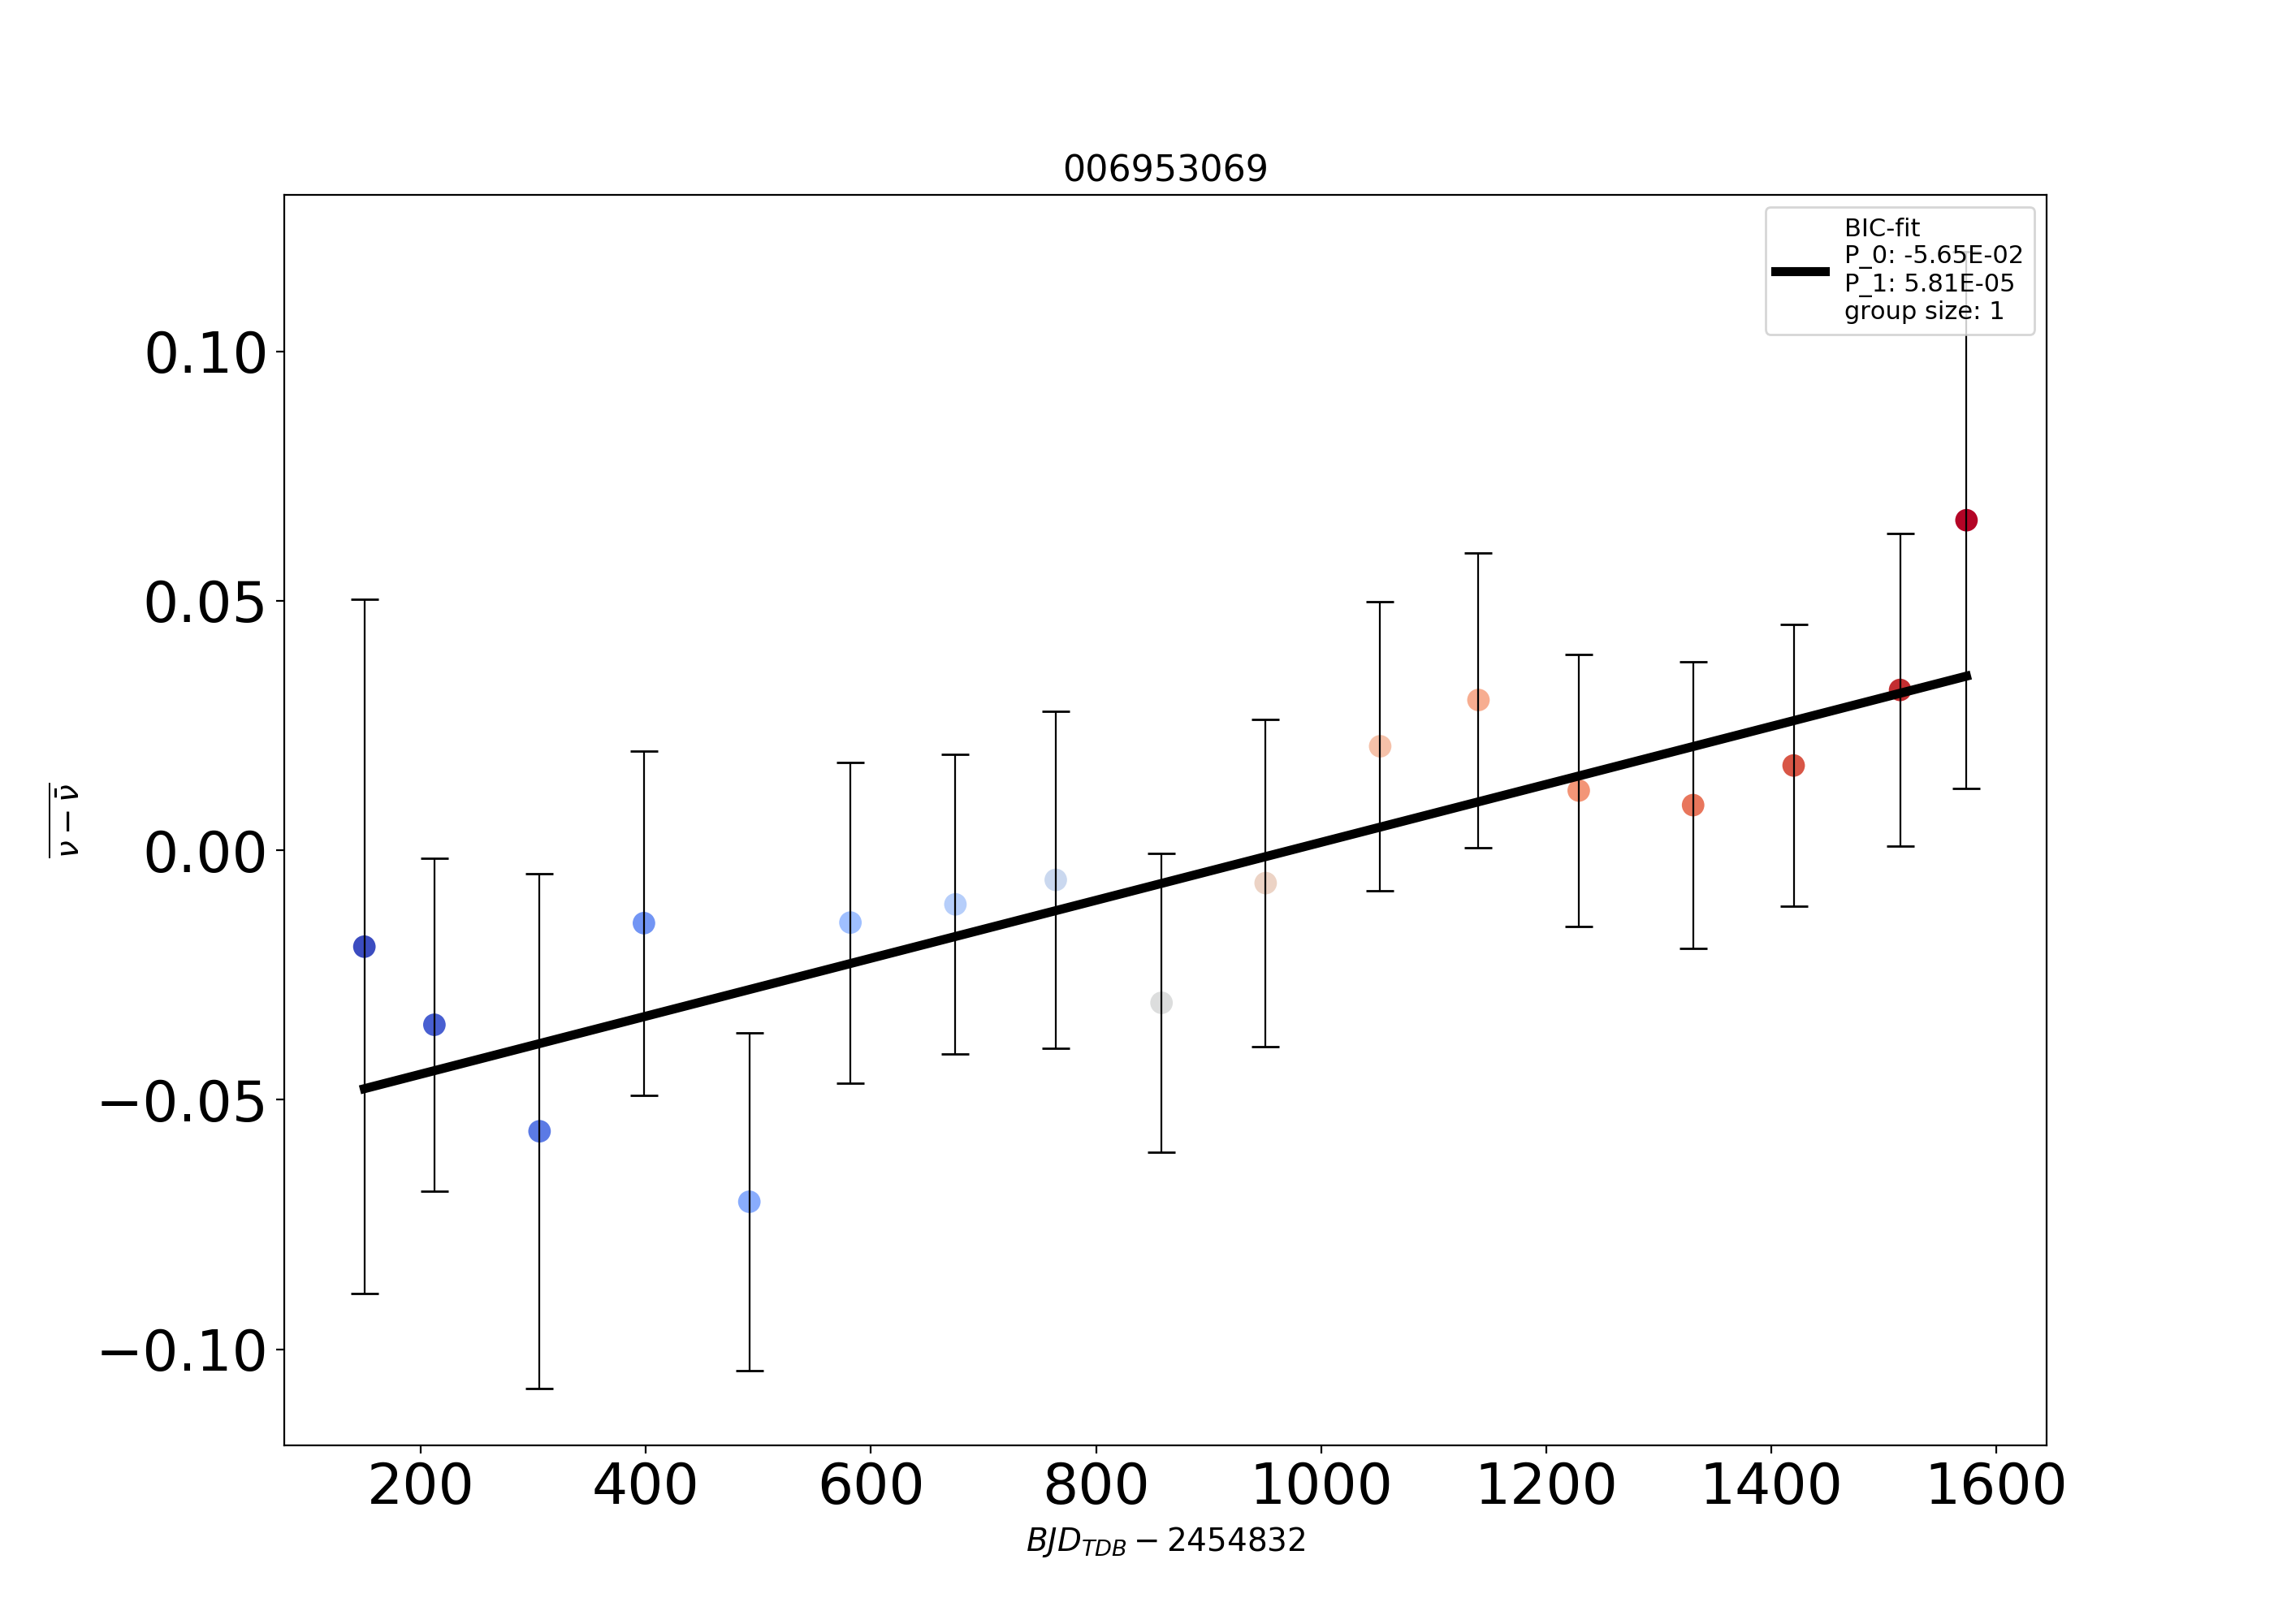 006953069
BIC-fit
P_0: -5.65E-02
P_1: 5.81E-05
group size: 1
0.10
0.05
0.00
−0.05
−0.10
ν − ν̄
200 400 600 800 1000 1200 1400 1600
BJD_TDB − 2454832